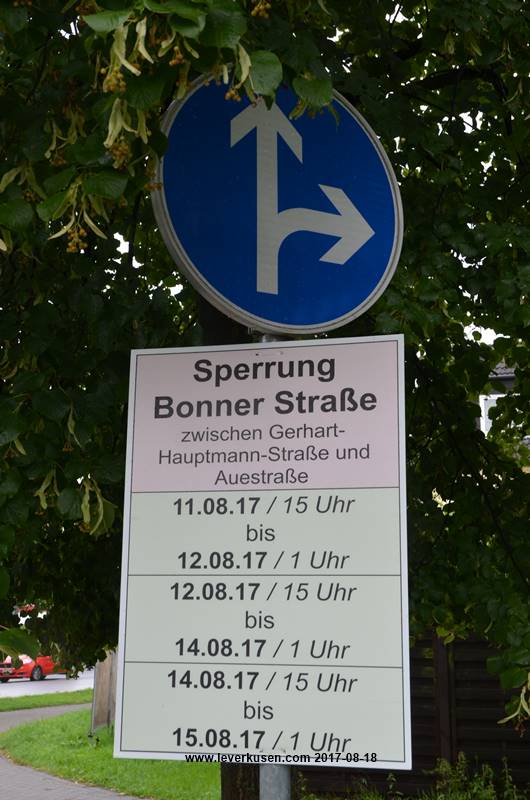 Sperrung
Bonner Straße
zwischen Gerhart-
Hauptmann-Straße und
Auestraße
11.08.17 / 15 Uhr
bis
12.08.17 / 1 Uhr
12.08.17 / 15 Uhr
bis
14.08.17 / 1 Uhr
14.08.17 / 15 Uhr
bis
15.08.17 / 1 Uhr
www.leverkusen.com 2017-08-18